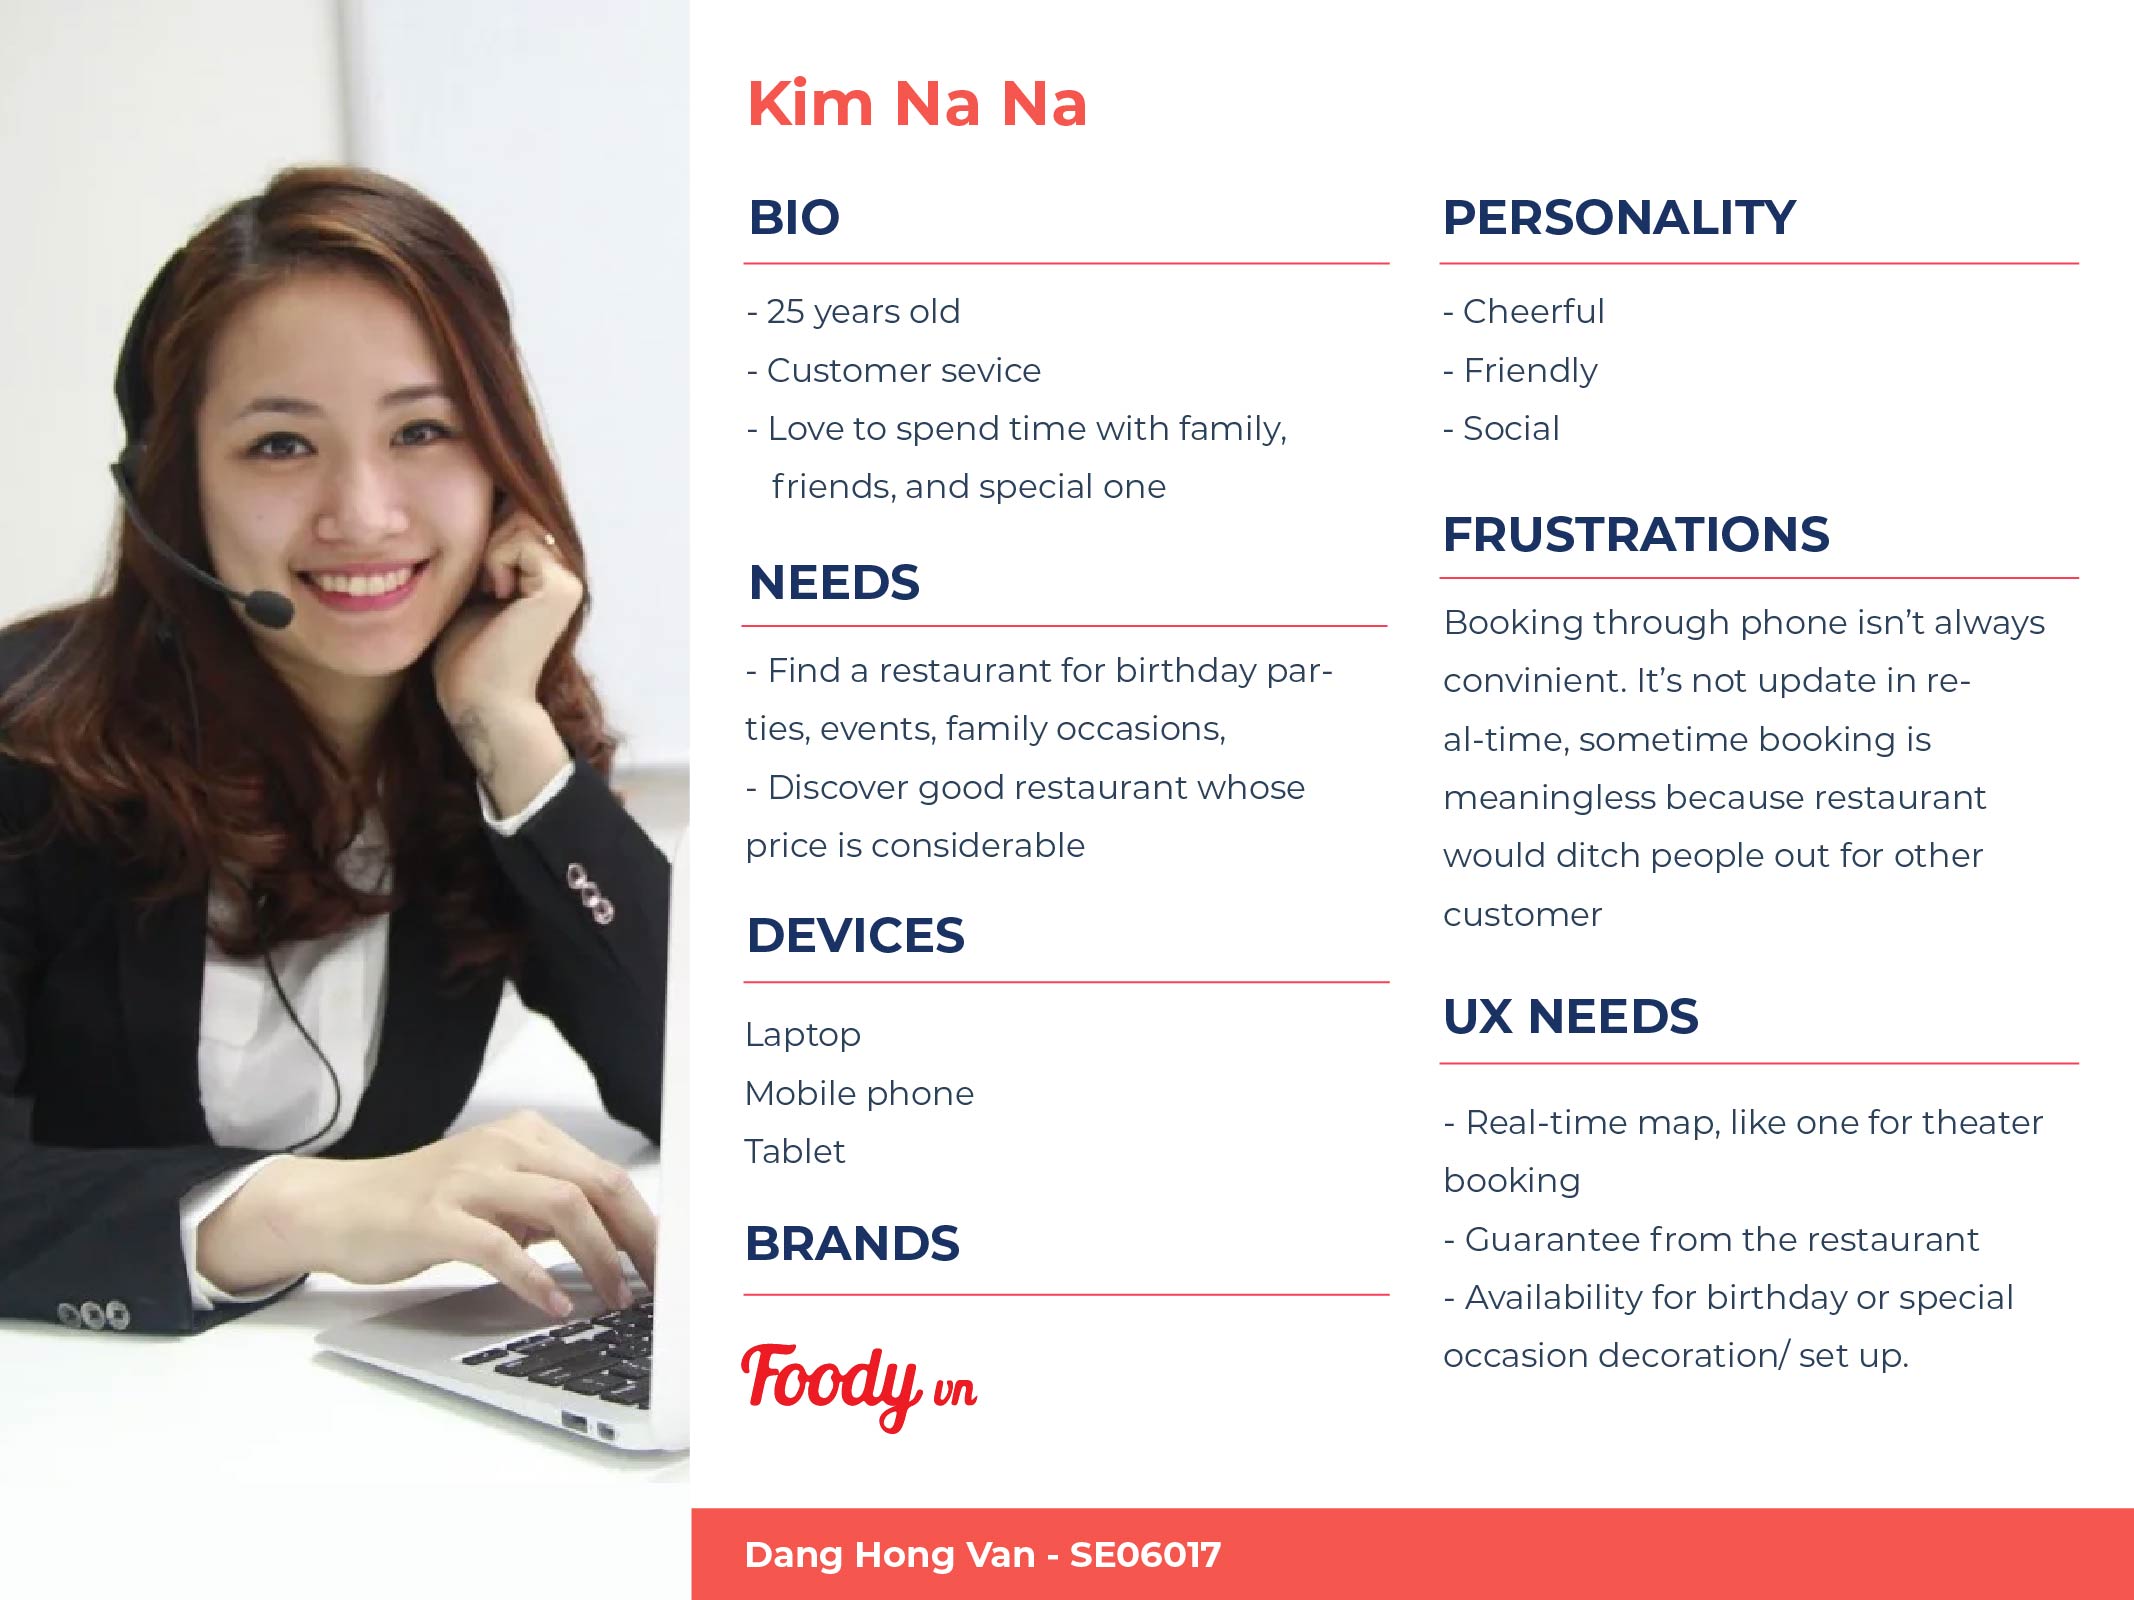 Kim Na Na
BIO
- 25 years old
- Customer sevice
- Love to spend time with family,
friends, and special one
NEEDS
- Find a restaurant for birthday par-
ties, events, family occasions,
- Discover good restaurant whose
price is considerable
DEVICES
Laptop
Mobile phone
Tablet
BRANDS
Foody vn
PERSONALITY
- Cheerful
- Friendly
- Social
FRUSTRATIONS
Booking through phone isn’t always
convinient. It’s not update in re-
al-time, sometime booking is
meaningless because restaurant
would ditch people out for other
customer
UX NEEDS
- Real-time map, like one for theater
booking
- Guarantee from the restaurant
- Availability for birthday or special
occasion decoration/ set up.
Dang Hong Van - SE06017